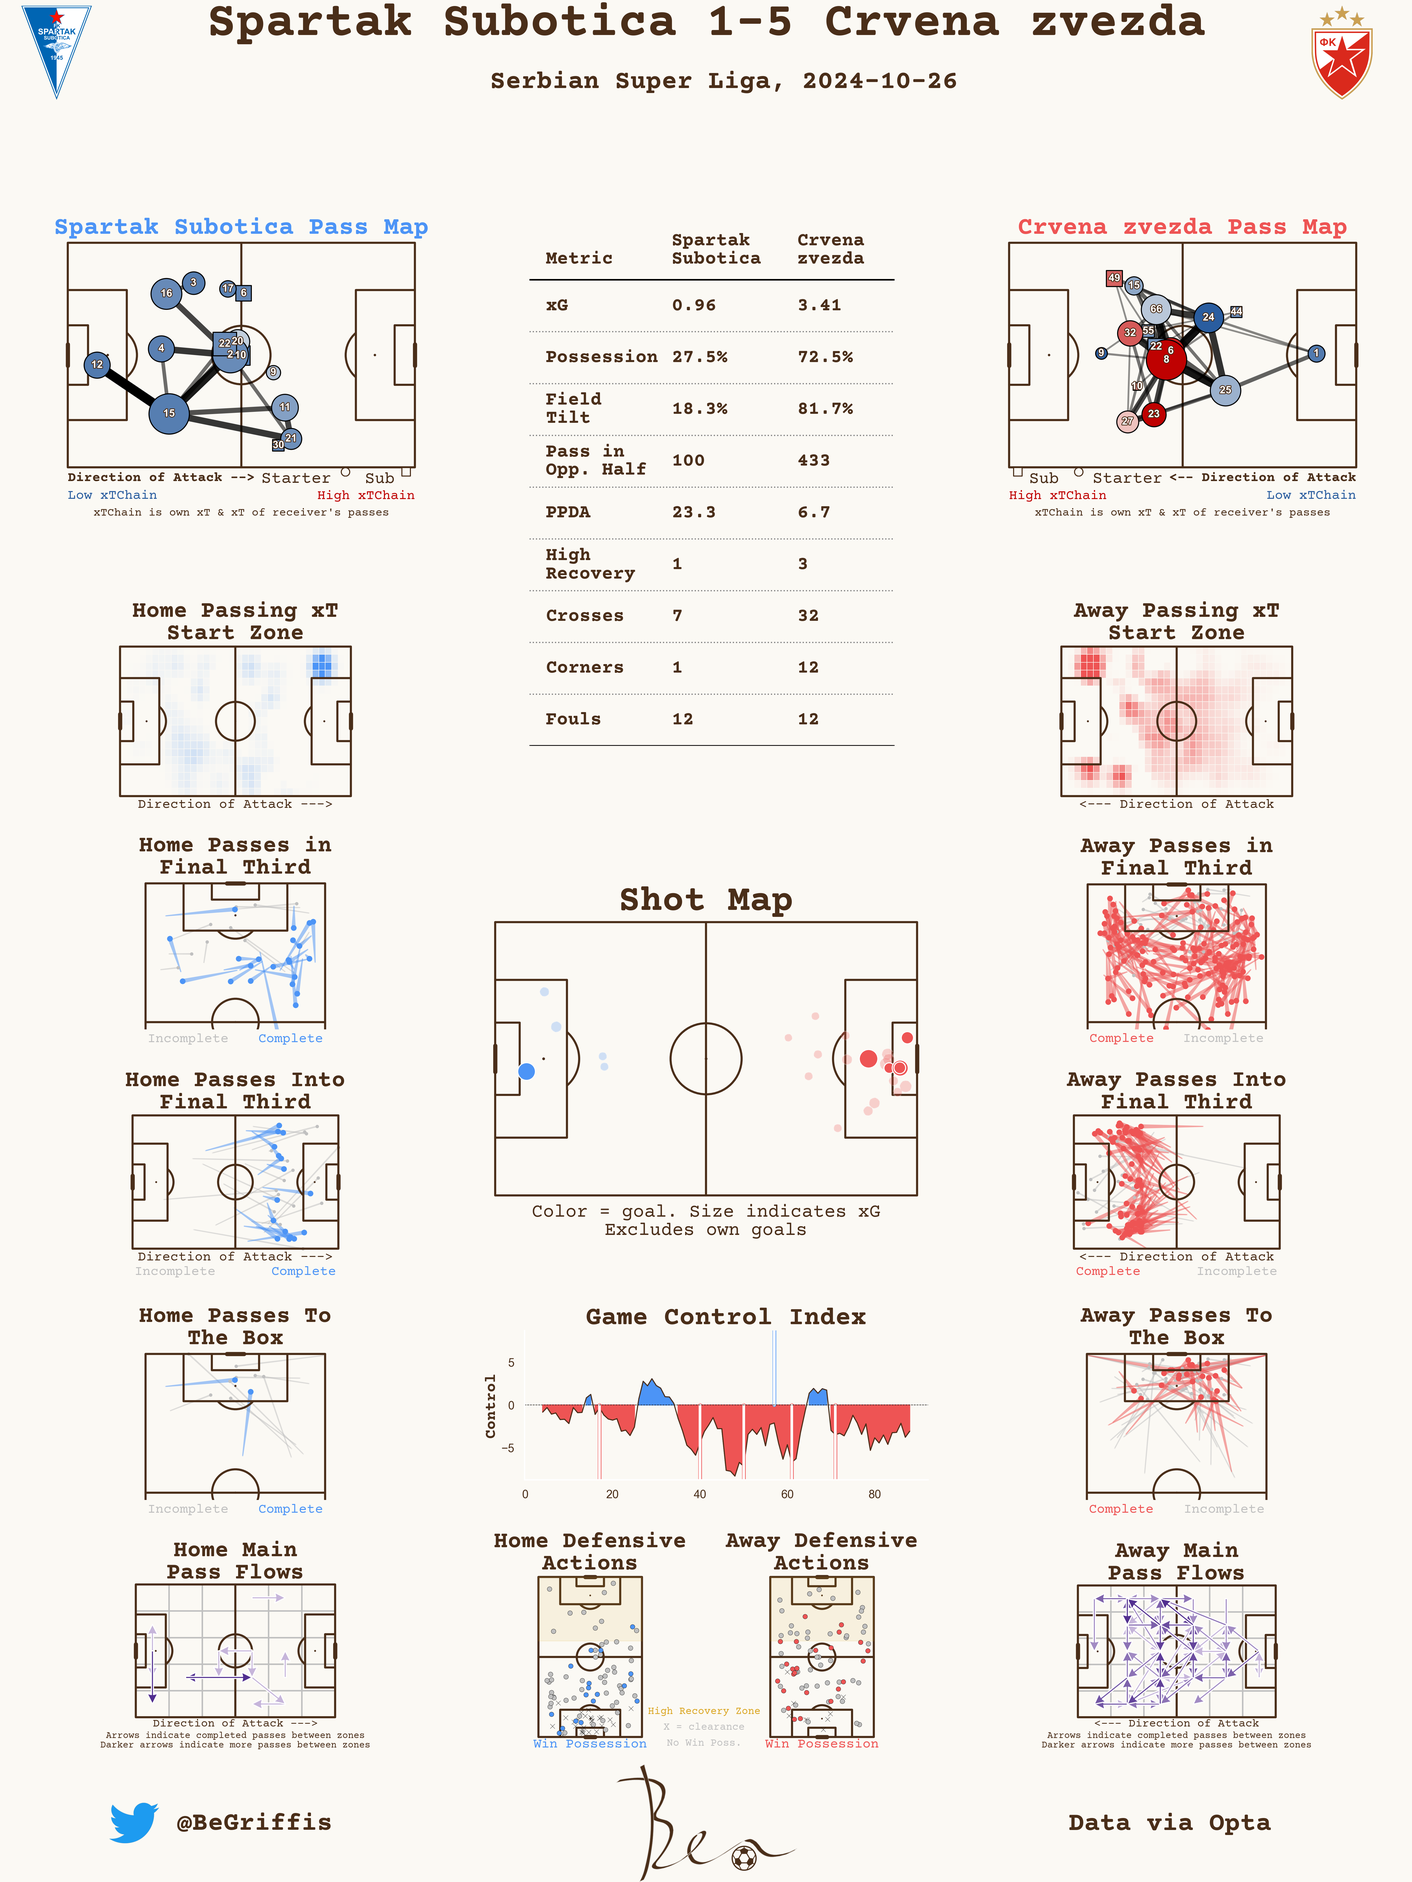 Spartak Subotica 1-5 Crvena zvezda
Serbian Super Liga, 2024-10-26
SPARTAK
SUBOTICA
1945
ФК
Spartak Subotica Pass Map
16
3
17
6
4
22
20
2
10
12
9
15
11
21
30
Direction of Attack -->
Starter
Sub
Low xTChain
High xTChain
xTChain is own xT & xT of receiver's passes
Metric
Spartak
Subotica
Crvena
zvezda
xG 0.96 3.41
Possession 27.5% 72.5%
Field
Tilt 18.3% 81.7%
Pass in
Opp. Half 100 433
PPDA 23.3 6.7
High
Recovery 1 3
Crosses 7 32
Corners 1 12
Fouls 12 12
Crvena zvezda Pass Map
49
15
66
24
44
32
55
22
6
8
9
1
10
25
27
23
Sub
Starter
<-- Direction of Attack
High xTChain
Low xTChain
xTChain is own xT & xT of receiver's passes
Home Passing xT
Start Zone
Direction of Attack --->
Away Passing xT
Start Zone
<--- Direction of Attack
Home Passes in
Final Third
Incomplete
Complete
Away Passes in
Final Third
Complete
Incomplete
Shot Map
Color = goal. Size indicates xG
Excludes own goals
Home Passes Into
Final Third
Direction of Attack --->
Incomplete
Complete
Away Passes Into
Final Third
<--- Direction of Attack
Complete
Incomplete
Home Passes To
The Box
Incomplete
Complete
Game Control Index
Control
5
0
−5
0 20 40 60 80
Away Passes To
The Box
Complete
Incomplete
Home Main
Pass Flows
Direction of Attack --->
Arrows indicate completed passes between zones
Darker arrows indicate more passes between zones
Home Defensive
Actions
Win Possession
High Recovery Zone
X = clearance
No Win Poss.
Away Defensive
Actions
Win Possession
Away Main
Pass Flows
<--- Direction of Attack
Arrows indicate completed passes between zones
Darker arrows indicate more passes between zones
@BeGriffis
Ben
Data via Opta